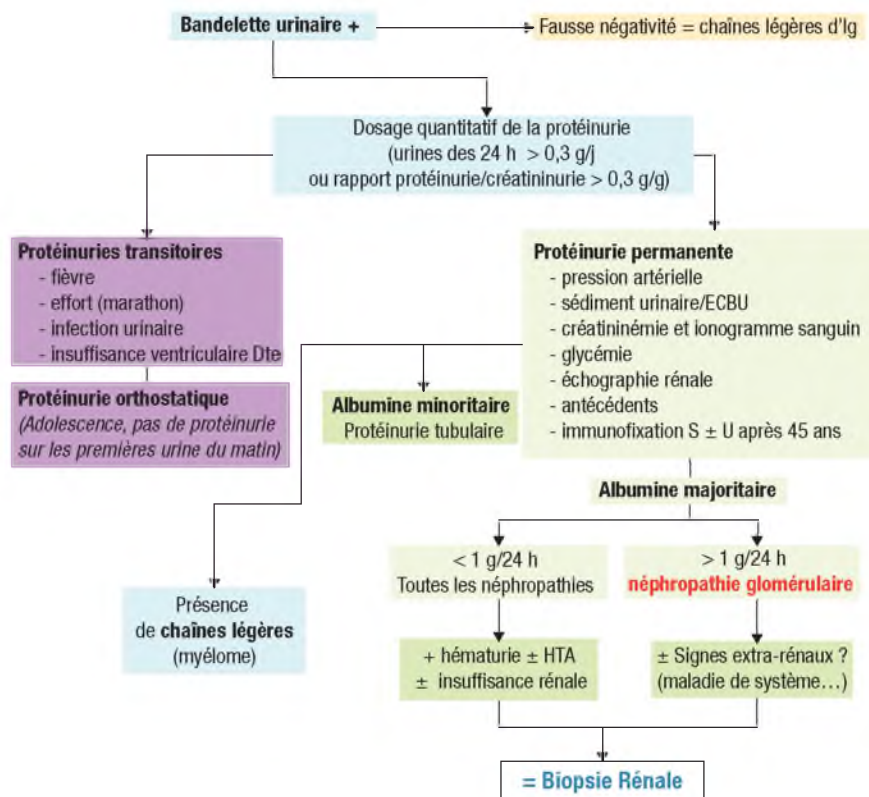 Bandelette urinaire +
Fausse négativité = chaînes légères d'Ig
Dosage quantitatif de la protéinurie
(urines des 24 h > 0,3 g/j
ou rapport protéinurie/créatininurie > 0,3 g/g)
Protéinuries transitoires
- fièvre
- effort (marathon)
- infection urinaire
- insuffisance ventriculaire Dte
Protéinurie orthostatique
(Adolescence, pas de protéinurie
sur les premières urine du matin)
Protéinurie permanente
- pression artérielle
- sédiment urinaire/ECBU
- créatininémie et ionogramme sanguin
- glycémie
- échographie rénale
- antécédents
- immunofixation S ± U après 45 ans
Albumine minoritaire
Protéinurie tubulaire
Albumine majoritaire
< 1 g/24 h
Toutes les néphropathies
> 1 g/24 h
néphropathie glomérulaire
Présence
de chaînes légères
(myélome)
+ hématurie ± HTA
± insuffisance rénale
± Signes extra-rénaux ?
(maladie de système…)
= Biopsie Rénale